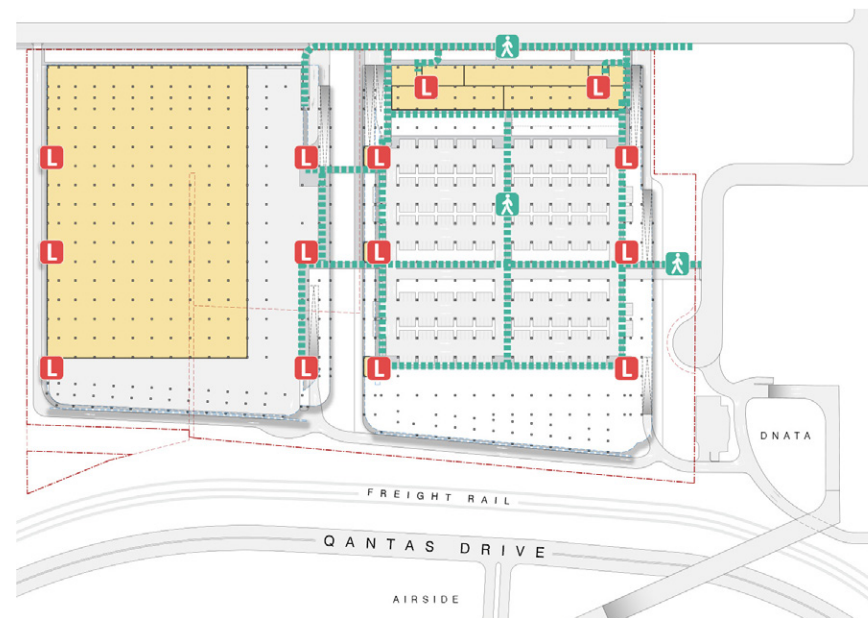 L L
L L L L
L L L L
L L L L
DNATA
FREIGHT RAIL
QANTAS DRIVE
AIRSIDE